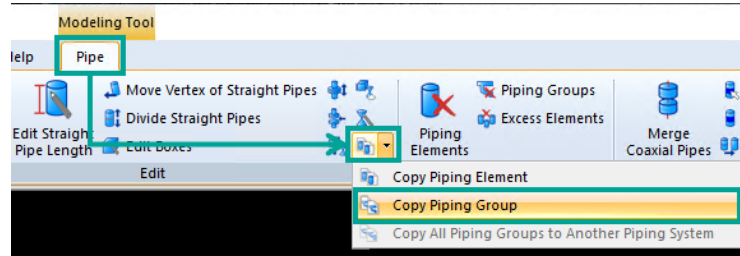 Modeling Tool
Help
Pipe
Edit Straight
Pipe Length
Move Vertex of Straight Pipes
Divide Straight Pipes
Edit Boxes
Edit
Piping
Elements
Piping Groups
Excess Elements
Merge
Coaxial Pipes
Copy Piping Element
Copy Piping Group
Copy All Piping Groups to Another Piping System